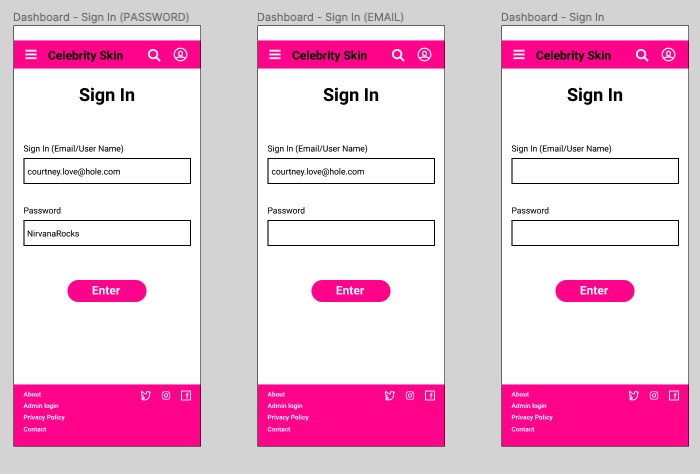 Dashboard - Sign In (PASSWORD)
Celebrity Skin
Sign In
Sign In (Email/User Name)
courtney.love@hole.com
Password
NirvanaRocks
Enter
About
Admin login
Privacy Policy
Contact
Dashboard - Sign In (EMAIL)
Celebrity Skin
Sign In
Sign In (Email/User Name)
courtney.love@hole.com
Password
Enter
About
Admin login
Privacy Policy
Contact
Dashboard - Sign In
Celebrity Skin
Sign In
Sign In (Email/User Name)
Password
Enter
About
Admin login
Privacy Policy
Contact